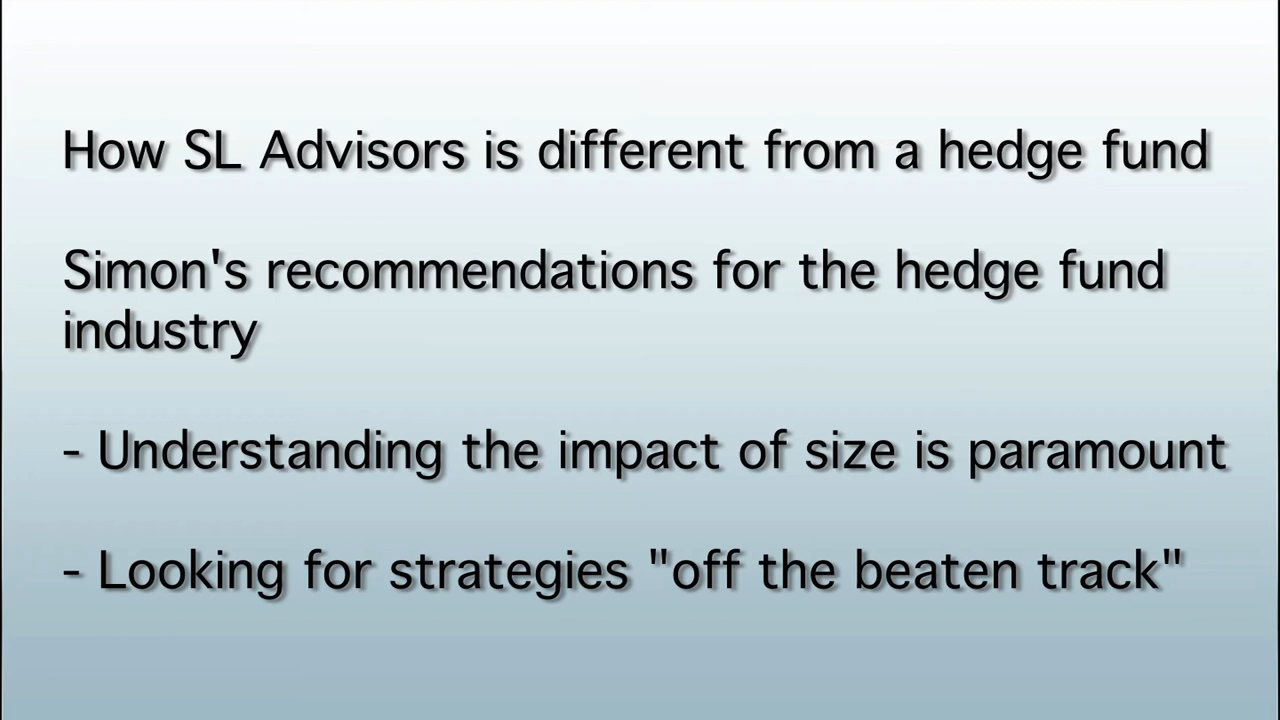 How SL Advisors is different from a hedge fund
Simon's recommendations for the hedge fund
industry
- Understanding the impact of size is paramount
- Looking for strategies "off the beaten track"